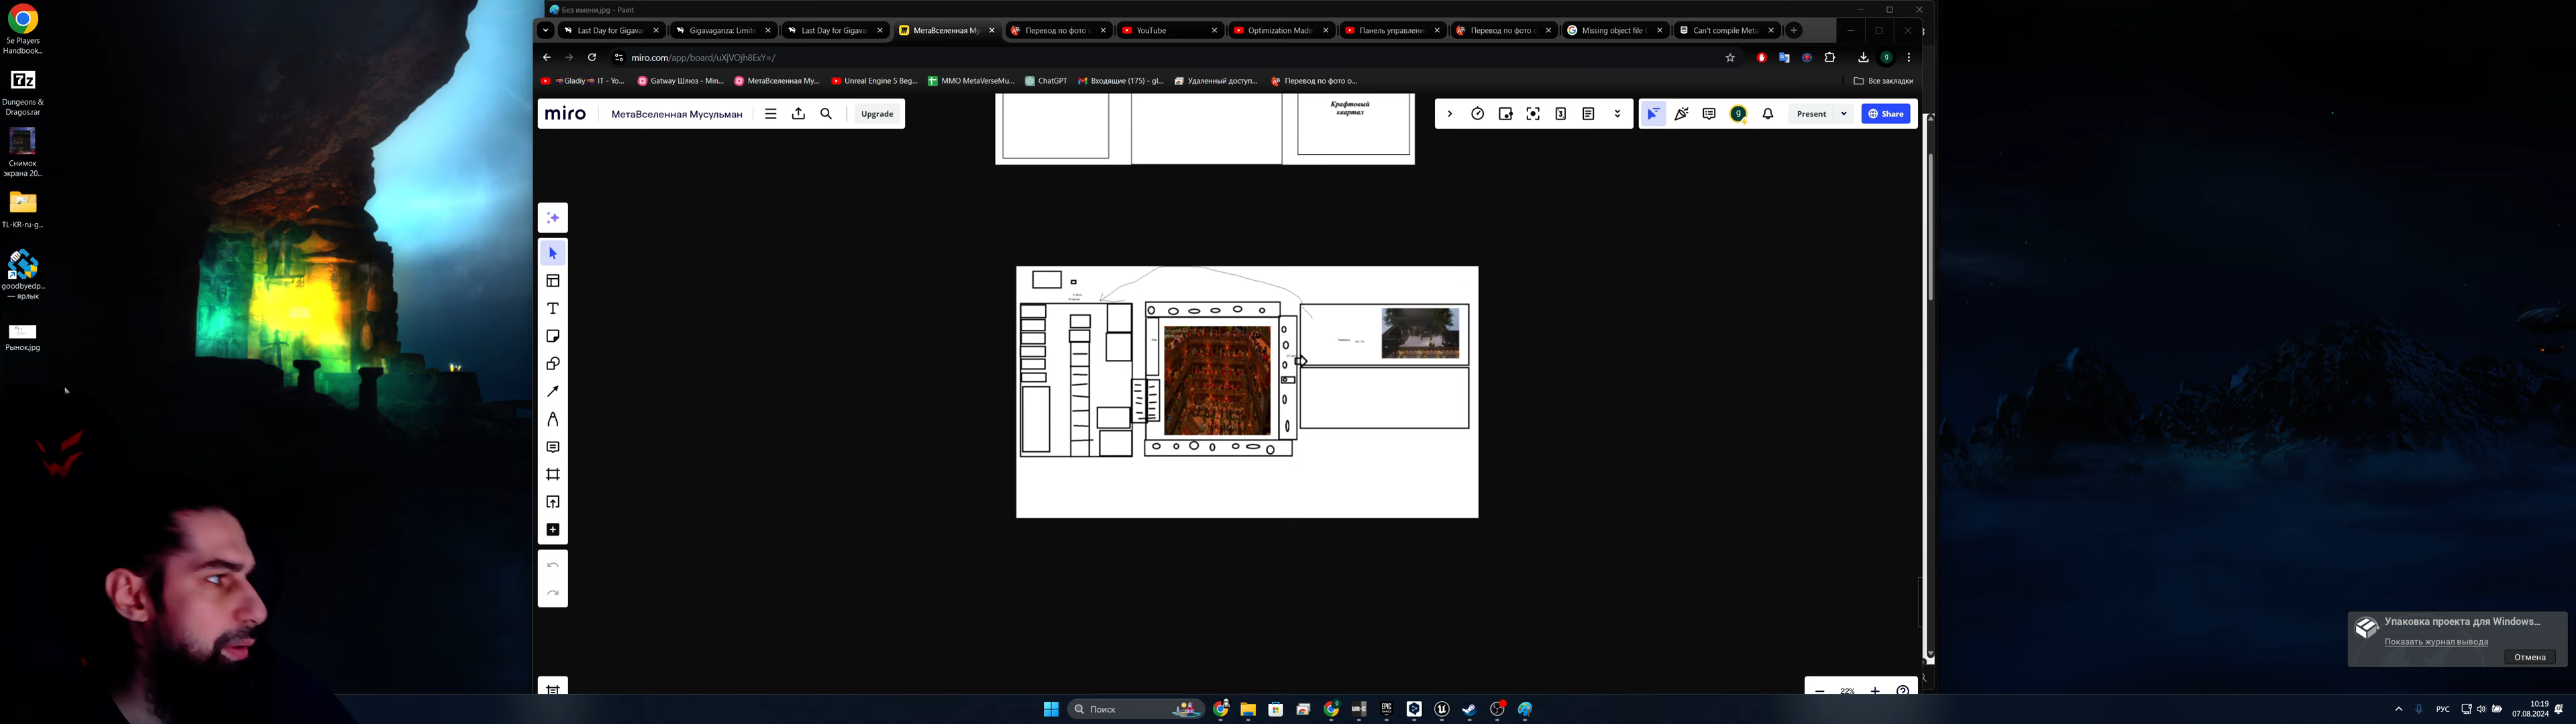 Без имени.jpg - Paint
Last Day for Gigava
Gigavaganza: Limite
Last Day for Gigava
МетаВселенная Му
Перевод по фото с
YouTube
Optimization Made
Панель управлени
Перевод по фото о
Missing object file
Can't compile Meta
miro.com/app/board/uXjVOJh8ExY=/
Gladiy
IT - Yo...
Gatway Шлюз - Min...
МетаВселенная Му...
Unreal Engine 5 Beg...
MMO MetaVerseMu...
ChatGPT
Входящие (175) - gl...
Удаленный доступ...
Перевод по фото о...
Все закладки
miro
МетаВселенная Мусульман
Upgrade
Present
Share
Крафтовый
квартал
5e Players
Handbook...
Dungeons &
Dragos.rar
Снимок
экрана 20...
TL-KR-ru-g...
goodbyedp...
— ярлык
Рынок.jpg
22%
Упаковка проекта для Windows...
Показать журнал вывода
Отмена
Поиск
РУС
10:19
07.08.2024